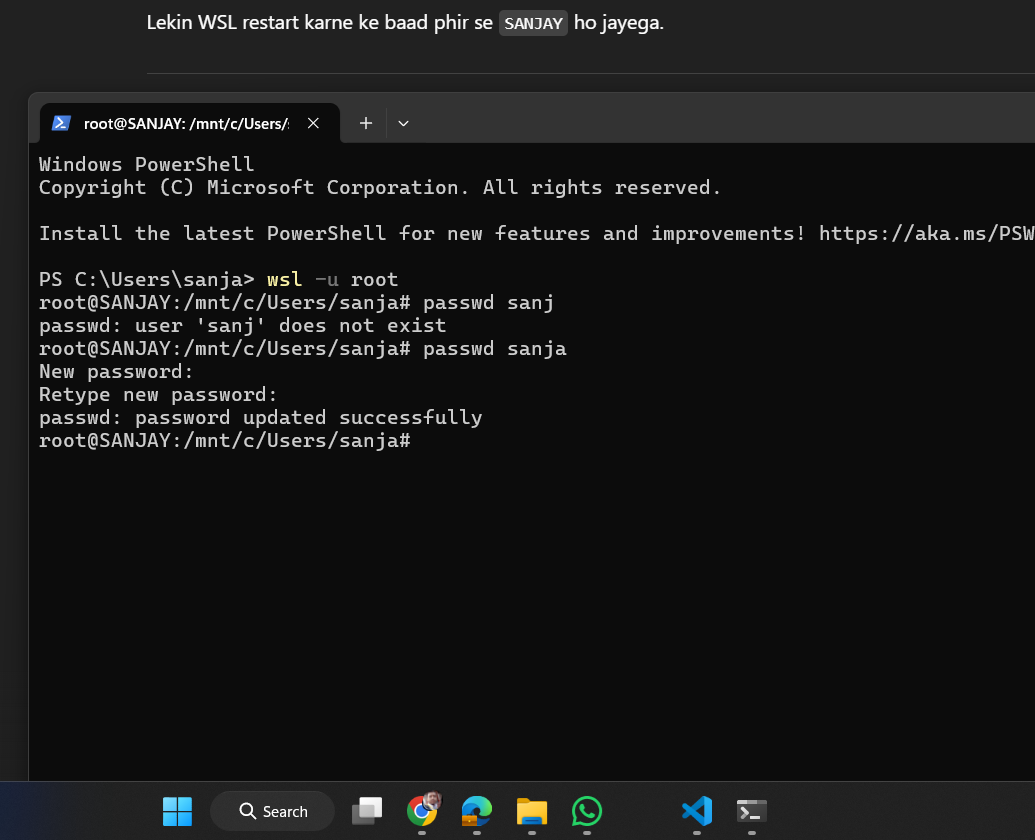 Lekin WSL restart karne ke baad phir se SANJAY ho jayega.
root@SANJAY: /mnt/c/Users/
Windows PowerShell
Copyright (C) Microsoft Corporation. All rights reserved.
Install the latest PowerShell for new features and improvements! https://aka.ms/PSW
PS C:\Users\sanja> wsl -u root
root@SANJAY:/mnt/c/Users/sanja# passwd sanj
passwd: user 'sanj' does not exist
root@SANJAY:/mnt/c/Users/sanja# passwd sanja
New password:
Retype new password:
passwd: password updated successfully
root@SANJAY:/mnt/c/Users/sanja#
Search